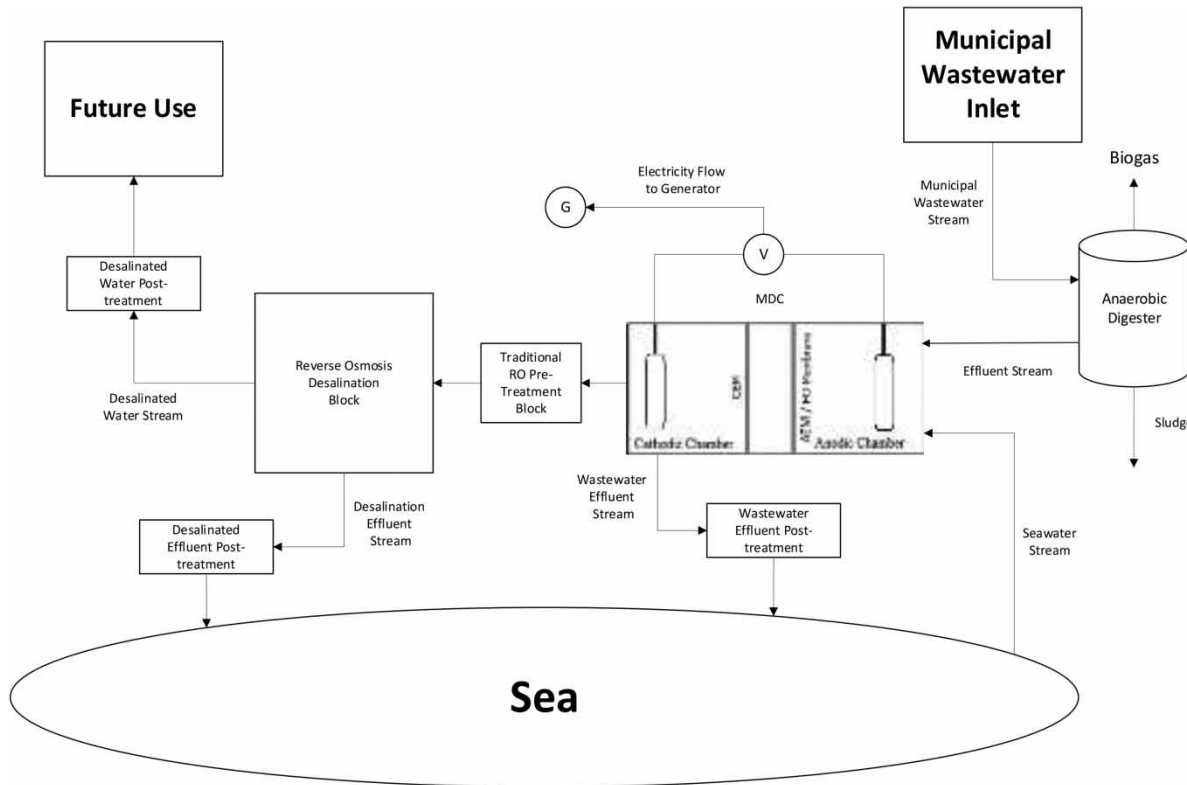 Future Use
Municipal
Wastewater
Inlet
Biogas
Electricity Flow
to Generator
Municipal
Wastewater
Stream
G
V
Desalinated
Water Post-
treatment
MDC
Anaerobic
Digester
Reverse Osmosis
Desalination
Block
Traditional
RO Pre-
Treatment
Block
CEM
AEM / FO Membrane
Effluent Stream
Desalinated
Water Stream
Cathodic Chamber
Anodic Chamber
Sludge
Wastewater
Effluent
Stream
Desalination
Effluent
Stream
Desalinated
Effluent Post-
treatment
Wastewater
Effluent Post-
treatment
Seawater
Stream
Sea